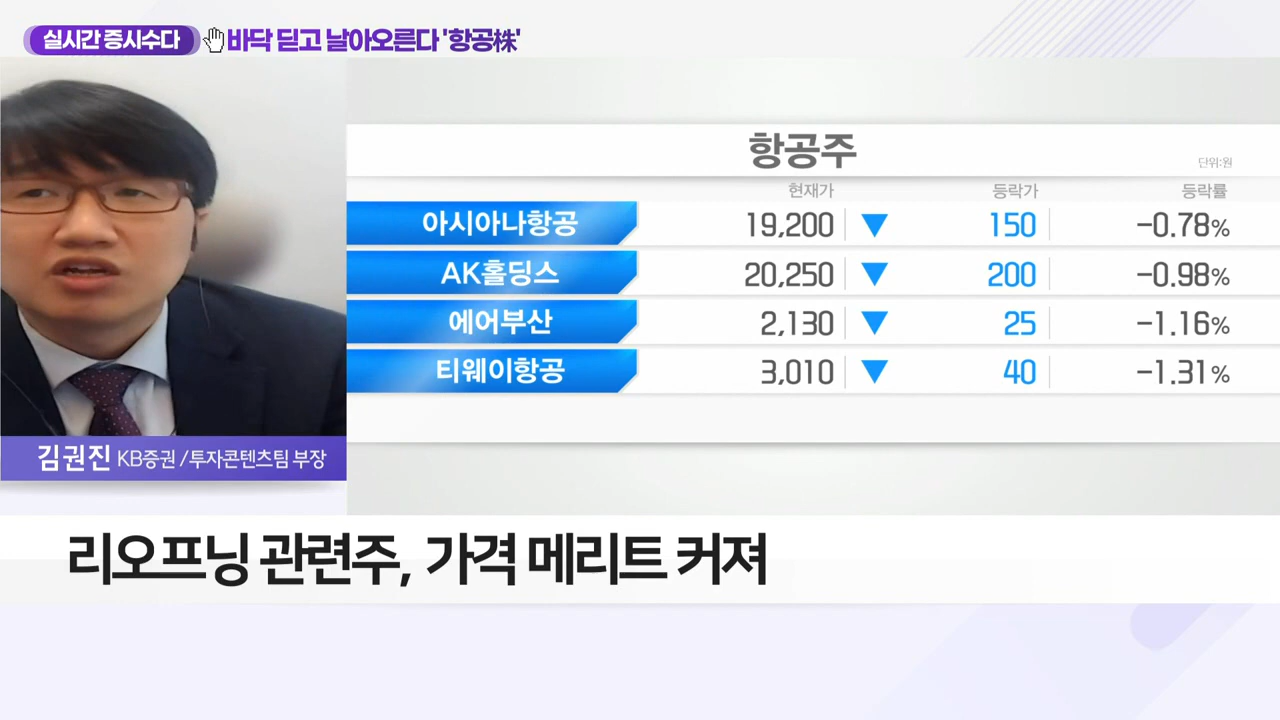 실시간 증시수다 바닥 딛고 날아오른다 '항공株'
항공주
단위:원
현재가 등락가 등락률
아시아나항공 19,200 ▼ 150 -0.78%
AK홀딩스 20,250 ▼ 200 -0.98%
에어부산 2,130 ▼ 25 -1.16%
티웨이항공 3,010 ▼ 40 -1.31%
김권진 KB증권 / 투자콘텐츠팀 부장
리오프닝 관련주, 가격 메리트 커져